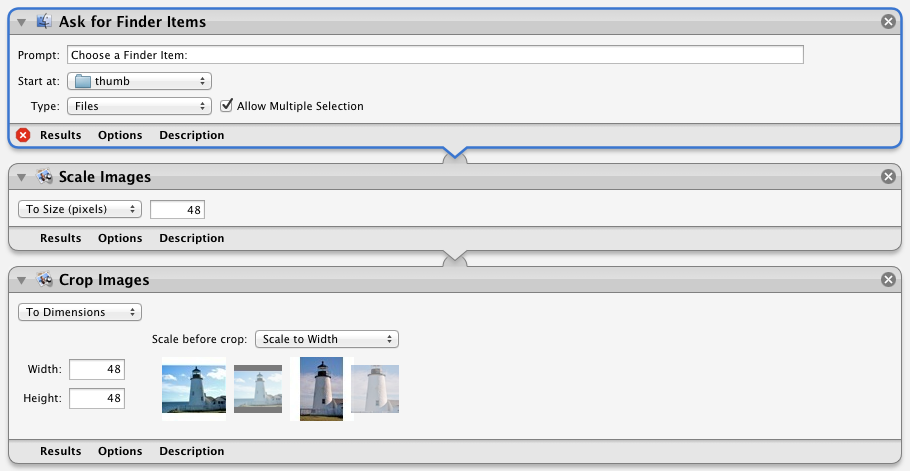 Ask for Finder Items
Prompt: Choose a Finder Item:
Start at: thumb
Type: Files Allow Multiple Selection
Results Options Description
Scale Images
To Size (pixels) 48
Results Options Description
Crop Images
To Dimensions
Scale before crop: Scale to Width
Width: 48
Height: 48
Results Options Description